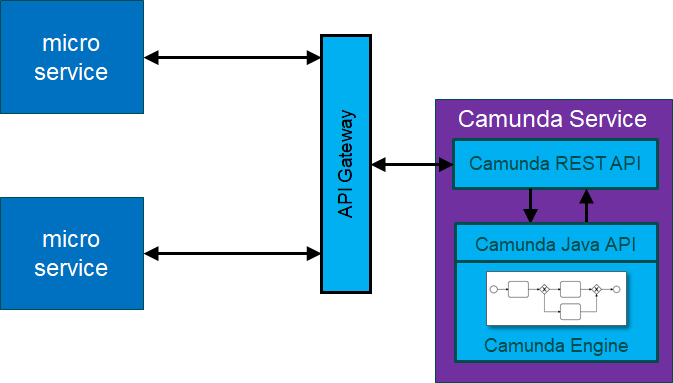 micro
service
micro
service
API Gateway
Camunda Service
Camunda REST API
Camunda Java API
Camunda Engine